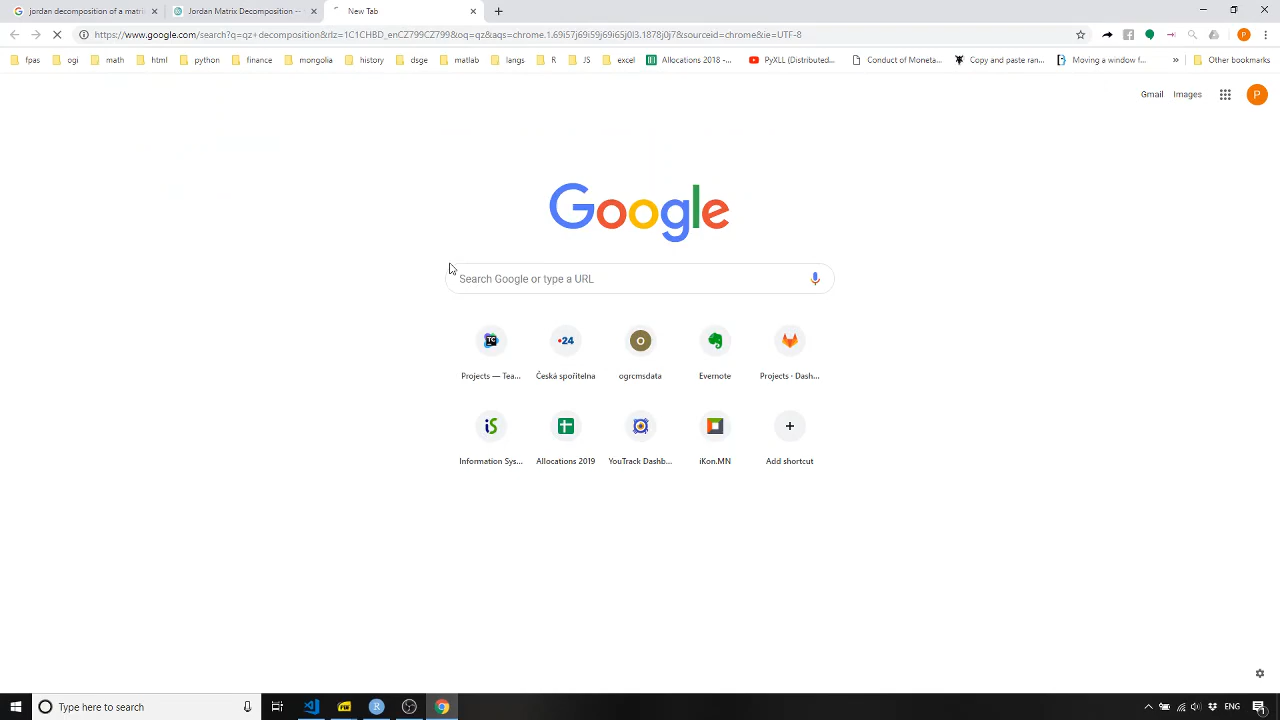 jordan decomposition of a matri
Jordan Matrix Decomposition --
New Tab
https://www.google.com/search?q=qz+decomposition&rlz=1C1CHBD_enCZ799CZ799&oq=qz&aqs=chrome.1.69i57j69i59j69i65j0l3.1878j0j7&sourceid=chrome&ie=UTF-8
P
fpas
ogi
math
html
python
finance
mongolia
history
dsge
matlab
langs
R
JS
excel
Allocations 2018 -...
PyXLL (Distributed...
Conduct of Moneta...
Copy and paste ran...
Moving a window f...
»
Other bookmarks
Gmail
Images
P
Google
Search Google or type a URL
TC
24
O
Projects — Tea...
Česká spořitelna
ogrcmsdata
Evernote
Projects · Dash...
iS
Information Sys...
Allocations 2019
YouTrack Dashb...
iKon.MN
Add shortcut
Type here to search
R
ENG